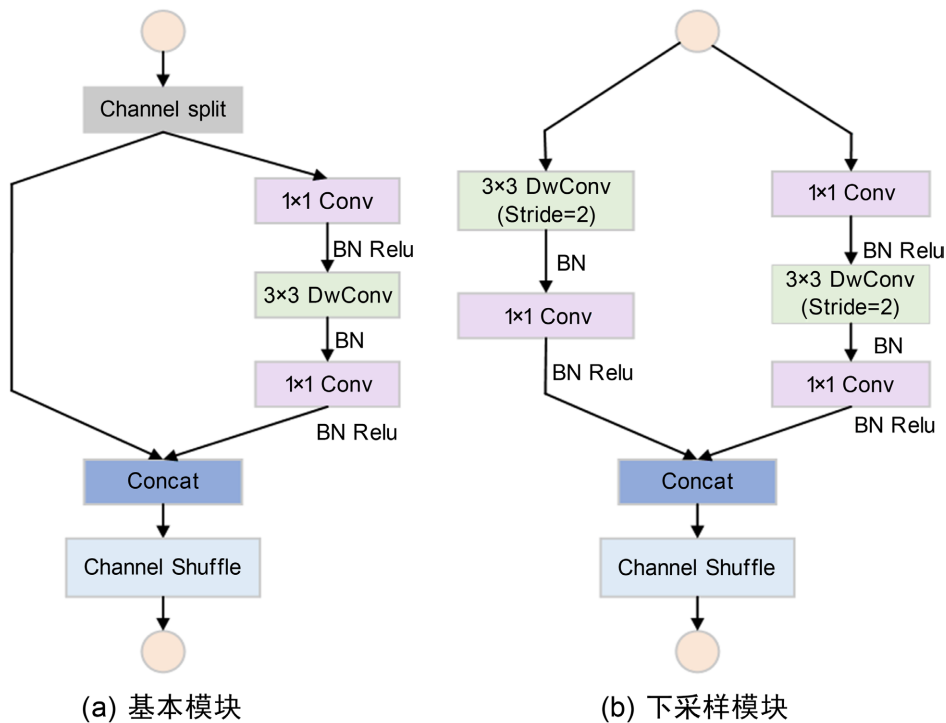 Channel split
1×1 Conv
BN Relu
3×3 DwConv
BN
1×1 Conv
BN Relu
Concat
Channel Shuffle
(a) 基本模块
3×3 DwConv
(Stride=2)
BN
1×1 Conv
BN Relu
1×1 Conv
BN Relu
3×3 DwConv
(Stride=2)
BN
1×1 Conv
BN Relu
Concat
Channel Shuffle
(b) 下采样模块